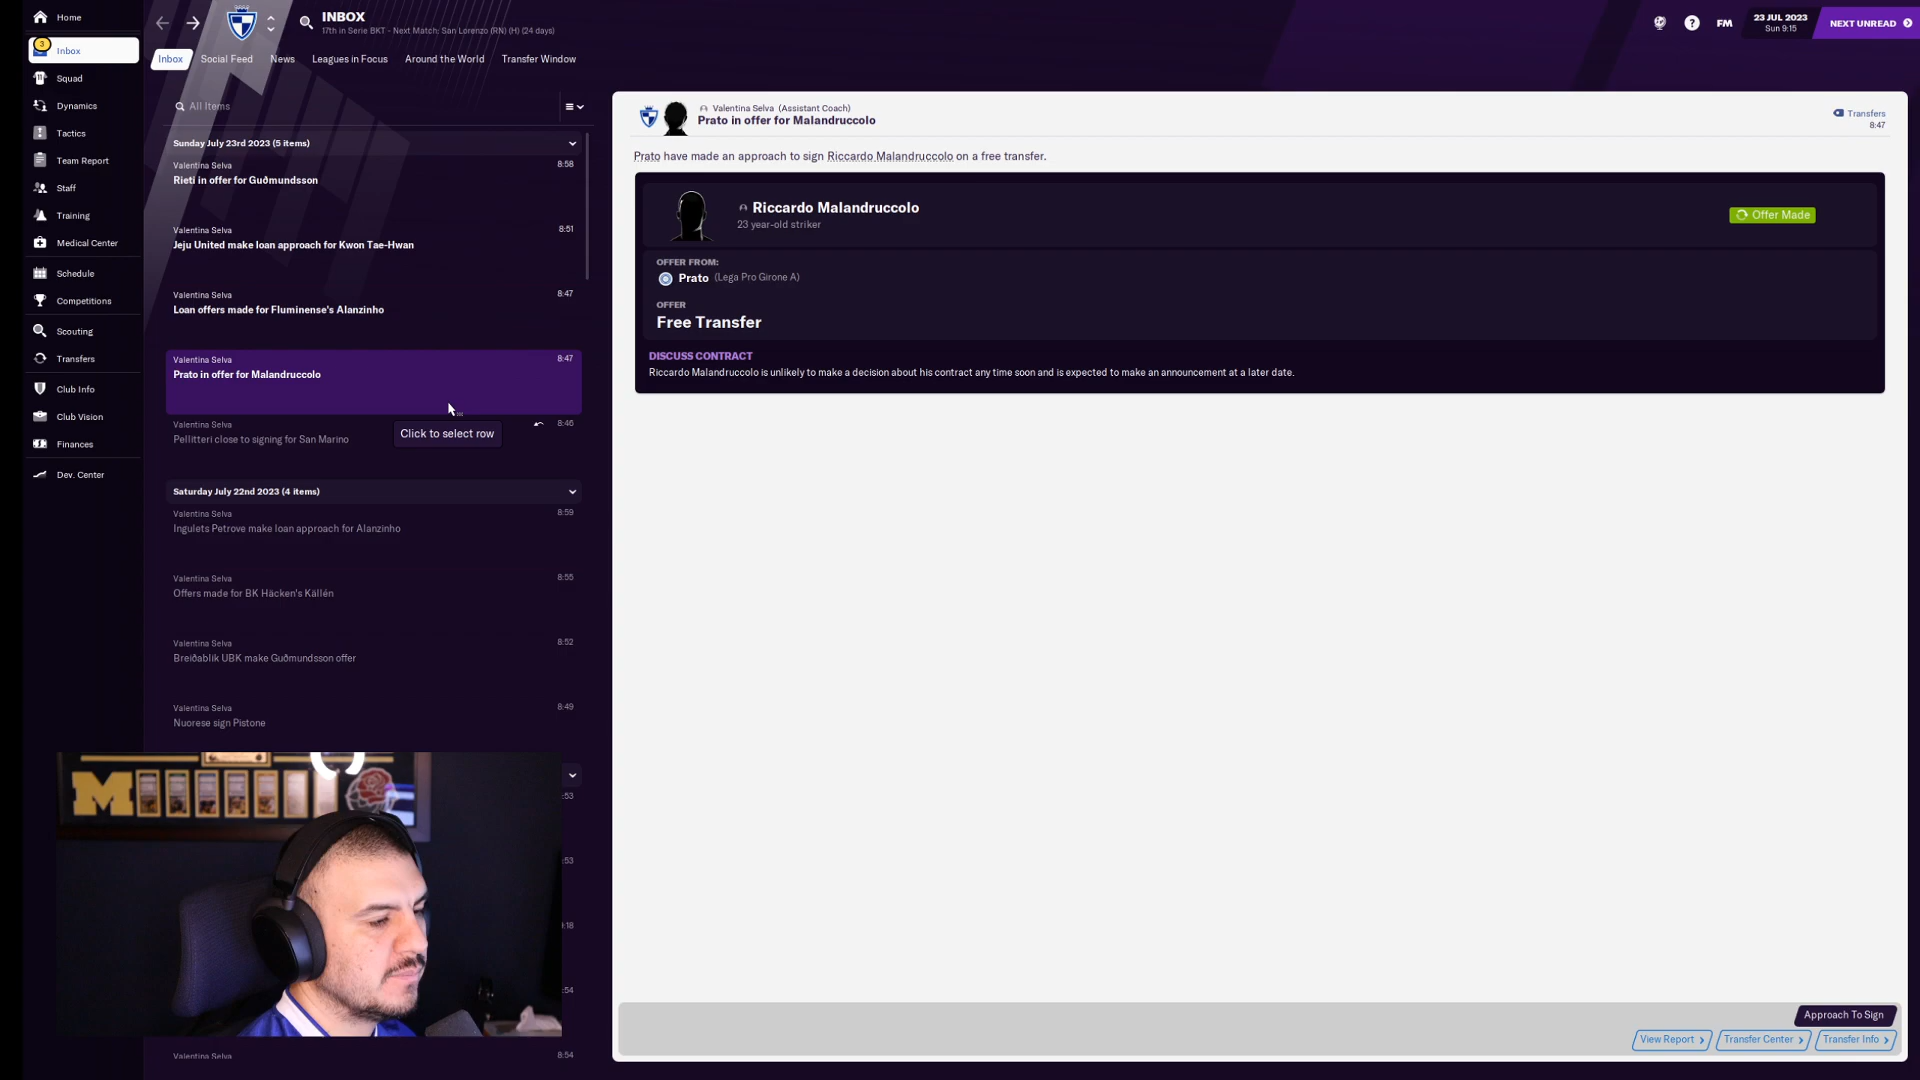 Home
3
Inbox
Squad
Dynamics
Tactics
Team Report
Staff
Training
Medical Center
Schedule
Competitions
Scouting
Transfers
Club Info
Club Vision
Finances
Dev. Center
INBOX
17th in Serie BKT - Next Match: San Lorenzo (RN) (H) (24 days)
FM
23 JUL 2023
Sun 9:15
NEXT UNREAD
Inbox
Social Feed
News
Leagues in Focus
Around the World
Transfer Window
All Items
Sunday July 23rd 2023 (5 items)
Valentina Selva 8:58
Rieti in offer for Guðmundsson
Valentina Selva 8:51
Jeju United make loan approach for Kwon Tae-Hwan
Valentina Selva 8:47
Loan offers made for Fluminense's Alanzinho
Valentina Selva 8:47
Prato in offer for Malandruccolo
Valentina Selva 8:46
Pellitteri close to signing for San Marino
Click to select row
Saturday July 22nd 2023 (4 items)
Valentina Selva 8:59
Ingulets Petrove make loan approach for Alanzinho
Valentina Selva 8:55
Offers made for BK Häcken's Källén
Valentina Selva 8:52
Breiðablik UBK make Guðmundsson offer
Valentina Selva 8:49
Nuorese sign Pistone
:53
:53
:18
:54
Valentina Selva 8:54
M
Valentina Selva (Assistant Coach)
Prato in offer for Malandruccolo
Transfers
8:47
Prato have made an approach to sign Riccardo Malandruccolo on a free transfer.
Riccardo Malandruccolo
23 year-old striker
Offer Made
OFFER FROM:
Prato (Lega Pro Girone A)
OFFER
Free Transfer
DISCUSS CONTRACT
Riccardo Malandruccolo is unlikely to make a decision about his contract any time soon and is expected to make an announcement at a later date.
Approach To Sign
View Report
Transfer Center
Transfer Info